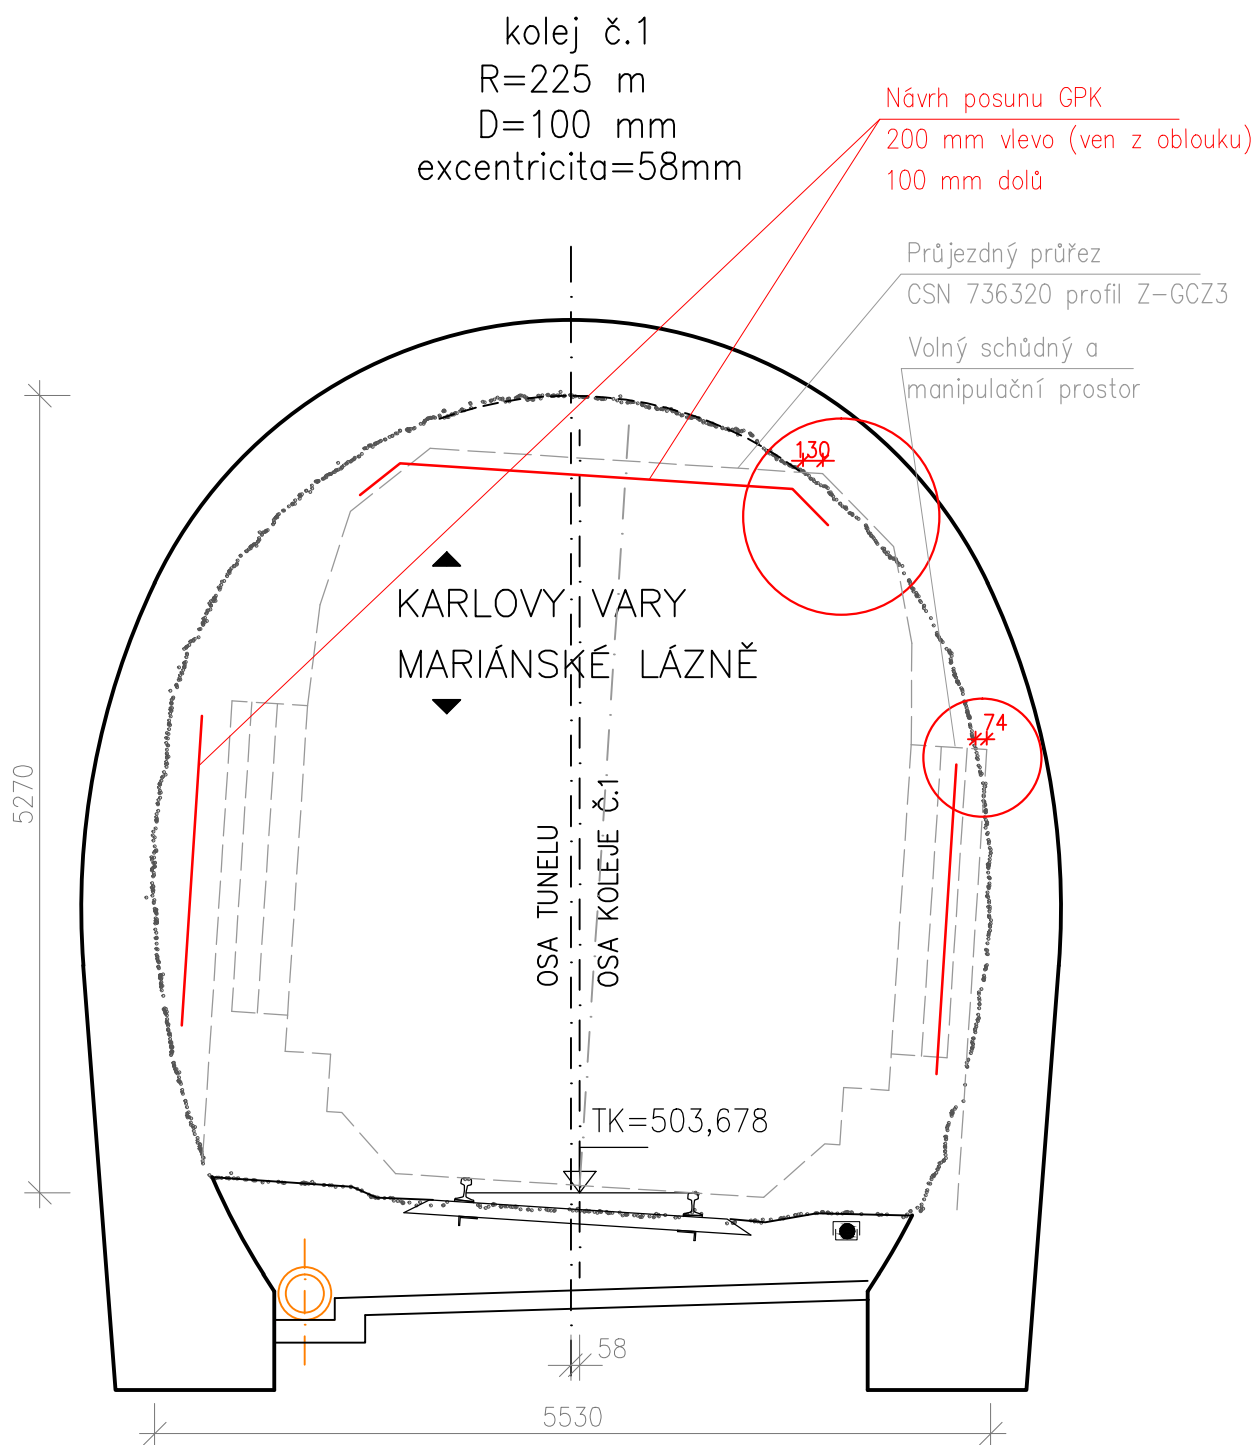 kolej č.1
R=225 m
D=100 mm
excentricita=58mm
Návrh posunu GPK
200 mm vlevo (ven z oblouku)
100 mm dolů
Průjezdný průřez
CSN 736320 profil Z-GCZ3
Volný schůdný a
manipulační prostor
130
KARLOVY VARY
MARIÁNSKÉ LÁZNĚ
74
5270
OSA TUNELU
OSA KOLEJE Č.1
TK=503,678
58
5530